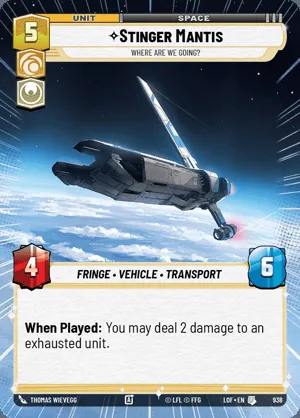 UNIT
SPACE
5
✧STINGER MANTIS
WHERE ARE WE GOING?
4
6
FRINGE • VEHICLE • TRANSPORT
When Played: You may deal 2 damage to an
exhausted unit.
THOMAS WIEVEGG
© LFL © FFG
LOF • EN
938